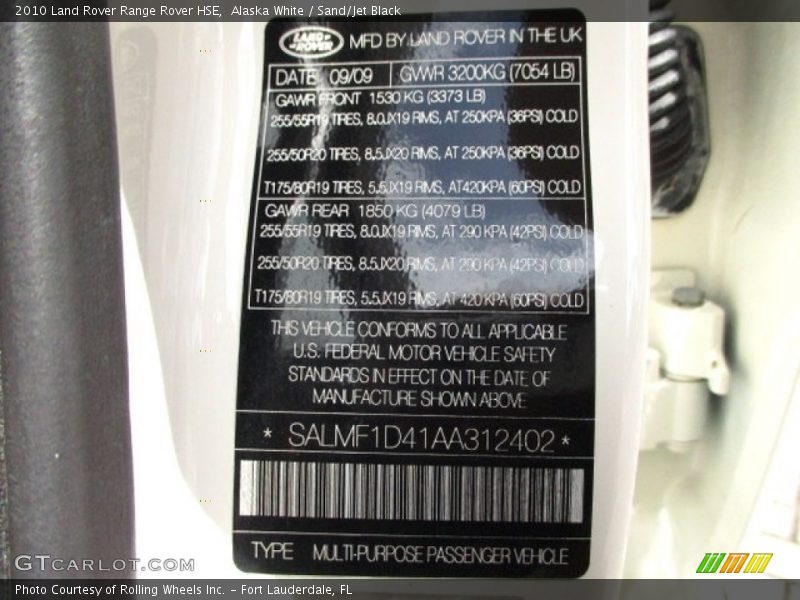 2010 Land Rover Range Rover HSE,  Alaska White / Sand/Jet Black
LAND ROVER MFD BY LAND ROVER IN THE UK
DATE 09/09 GVWR 3200KG (7054 LB)
GAWR FRONT 1530 KG (3373 LB)
255/55R19 TIRES, 8.0JX19 RIMS, AT 250KPA (36PSI) COLD
255/50R20 TIRES, 8.5JX20 RIMS, AT 250KPA (36PSI) COLD
T175/80R19 TIRES, 5.5JX19 RIMS, AT420KPA (60PSI) COLD
GAWR REAR 1850 KG (4079 LB)
255/55R19 TIRES, 8.0JX19 RIMS, AT 290 KPA (42PSI) COLD
255/50R20 TIRES, 8.5JX20 RIMS, AT 290 KPA (42PSI) COLD
T175/80R19 TIRES, 5.5JX19 RIMS, AT 420 KPA (60PSI) COLD
THIS VEHICLE CONFORMS TO ALL APPLICABLE
U.S. FEDERAL MOTOR VEHICLE SAFETY
STANDARDS IN EFFECT ON THE DATE OF
MANUFACTURE SHOWN ABOVE
* SALMF1D41AA312402 *
TYPE MULTI-PURPOSE PASSENGER VEHICLE
GTCARLOT.COM
Photo Courtesy of Rolling Wheels Inc. – Fort Lauderdale, FL